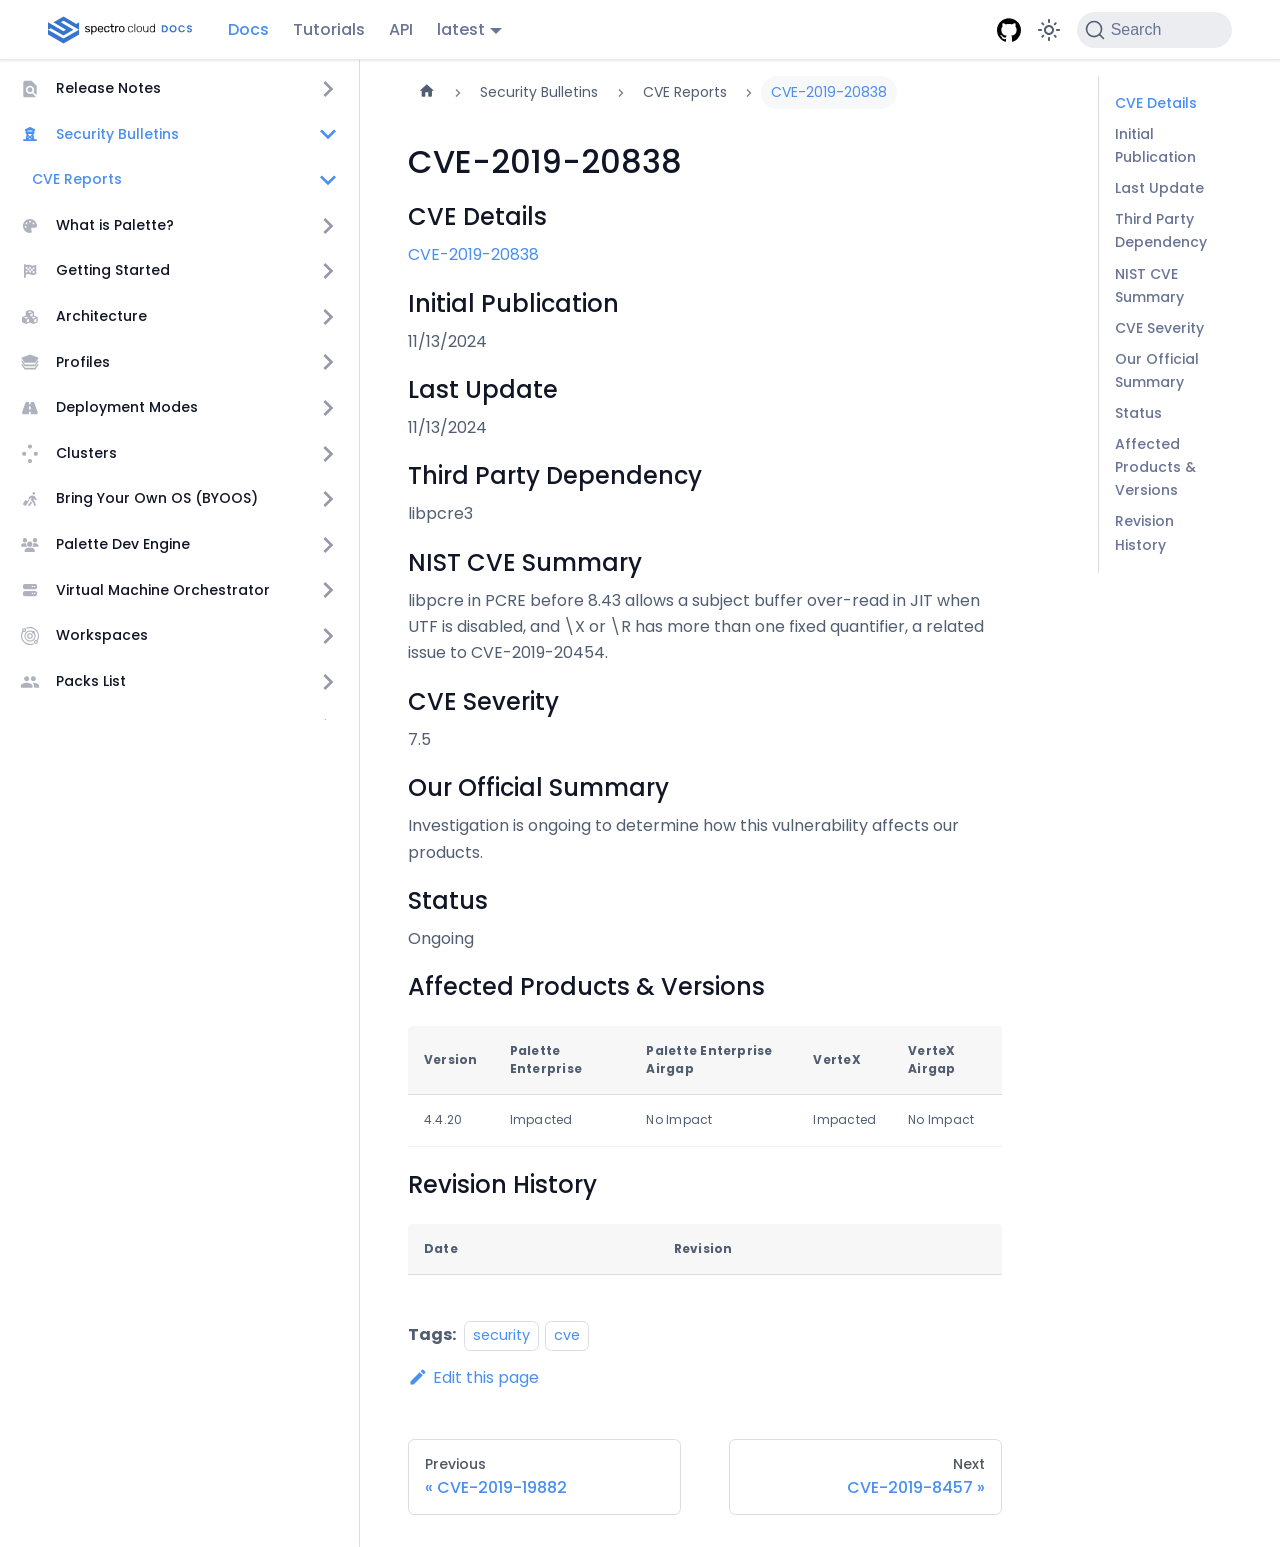 spectro cloud DOCS
Docs
Tutorials
API
latest
Search
Release Notes
Security Bulletins
CVE Reports
What is Palette?
Getting Started
Architecture
Profiles
Deployment Modes
Clusters
Bring Your Own OS (BYOOS)
Palette Dev Engine
Virtual Machine Orchestrator
Workspaces
Packs List
Security Bulletins
CVE Reports
CVE-2019-20838
CVE-2019-20838
CVE Details
CVE-2019-20838
Initial Publication
11/13/2024
Last Update
11/13/2024
Third Party Dependency
libpcre3
NIST CVE Summary
libpcre in PCRE before 8.43 allows a subject buffer over-read in JIT when
UTF is disabled, and \X or \R has more than one fixed quantifier, a related
issue to CVE-2019-20454.
CVE Severity
7.5
Our Official Summary
Investigation is ongoing to determine how this vulnerability affects our
products.
Status
Ongoing
Affected Products & Versions
Version
Palette
Enterprise
Palette Enterprise
Airgap
VerteX
VerteX
Airgap
4.4.20
Impacted
No Impact
Impacted
No Impact
Revision History
Date
Revision
Tags:
security
cve
Edit this page
Previous
« CVE-2019-19882
Next
CVE-2019-8457 »
CVE Details
Initial
Publication
Last Update
Third Party
Dependency
NIST CVE
Summary
CVE Severity
Our Official
Summary
Status
Affected
Products &
Versions
Revision
History